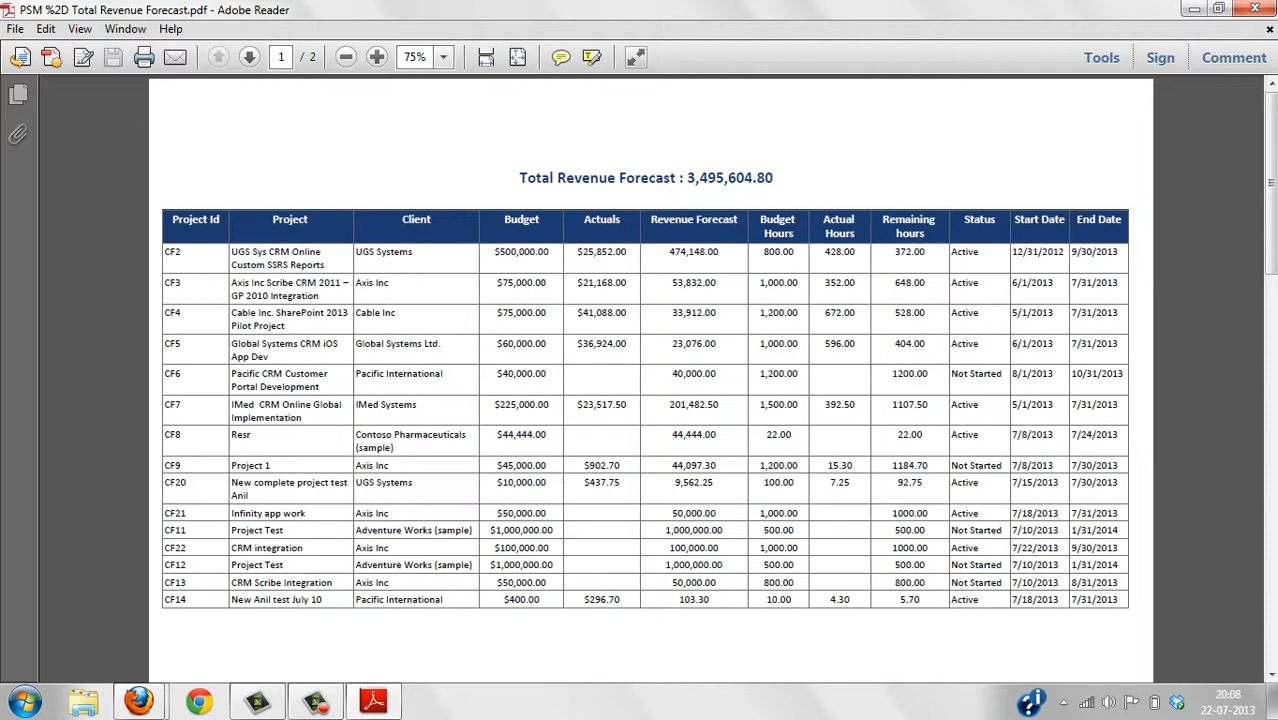 PSM %2D Total Revenue Forecast.pdf - Adobe Reader
File Edit View Window Help
1 / 2 75% Tools Sign Comment
Total Revenue Forecast : 3,495,604.80
Project Id Project Client Budget Actuals Revenue Forecast Budget Hours Actual Hours Remaining hours Status Start Date End Date
CF2 UGS Sys CRM Online Custom SSRS Reports UGS Systems $500,000.00 $25,852.00 474,148.00 800.00 428.00 372.00 Active 12/31/2012 9/30/2013
CF3 Axis Inc Scribe CRM 2011 – GP 2010 Integration Axis Inc $75,000.00 $21,168.00 53,832.00 1,000.00 352.00 648.00 Active 6/1/2013 7/31/2013
CF4 Cable Inc. SharePoint 2013 Pilot Project Cable Inc $75,000.00 $41,088.00 33,912.00 1,200.00 672.00 528.00 Active 5/1/2013 7/31/2013
CF5 Global Systems CRM iOS App Dev Global Systems Ltd. $60,000.00 $36,924.00 23,076.00 1,000.00 596.00 404.00 Active 6/1/2013 7/31/2013
CF6 Pacific CRM Customer Portal Development Pacific International $40,000.00 40,000.00 1,200.00 1200.00 Not Started 8/1/2013 10/31/2013
CF7 IMed CRM Online Global Implementation IMed Systems $225,000.00 $23,517.50 201,482.50 1,500.00 392.50 1107.50 Active 5/1/2013 7/31/2013
CF8 Resr Contoso Pharmaceuticals (sample) $44,444.00 44,444.00 22.00 22.00 Active 7/8/2013 7/24/2013
CF9 Project 1 Axis Inc $45,000.00 $902.70 44,097.30 1,200.00 15.30 1184.70 Not Started 7/8/2013 7/30/2013
CF20 New complete project test Anil UGS Systems $10,000.00 $437.75 9,562.25 100.00 7.25 92.75 Active 7/15/2013 7/30/2013
CF21 Infinity app work Axis Inc $50,000.00 50,000.00 1,000.00 1000.00 Active 7/18/2013 7/31/2013
CF11 Project Test Adventure Works (sample) $1,000,000.00 1,000,000.00 500.00 500.00 Not Started 7/10/2013 1/31/2014
CF22 CRM integration Axis Inc $100,000.00 100,000.00 1,000.00 1000.00 Active 7/22/2013 9/30/2013
CF12 Project Test Adventure Works (sample) $1,000,000.00 1,000,000.00 500.00 500.00 Not Started 7/10/2013 1/31/2014
CF13 CRM Scribe Integration Axis Inc $50,000.00 50,000.00 800.00 800.00 Not Started 7/10/2013 8/31/2013
CF14 New Anil test July 10 Pacific International $400.00 $296.70 103.30 10.00 4.30 5.70 Active 7/18/2013 7/31/2013
20:08
22-07-2013